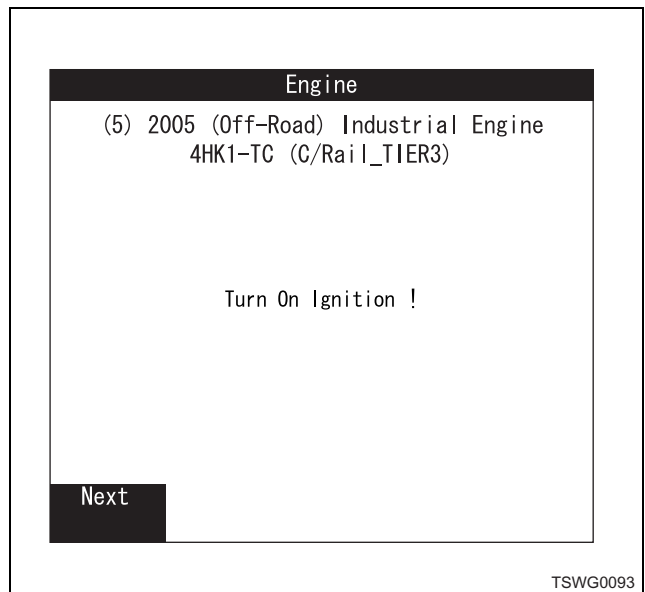 Engine
(5) 2005 (Off-Road) Industrial Engine
4HK1-TC (C/Rail_TIER3)
Turn On Ignition !
Next
TSWG0093